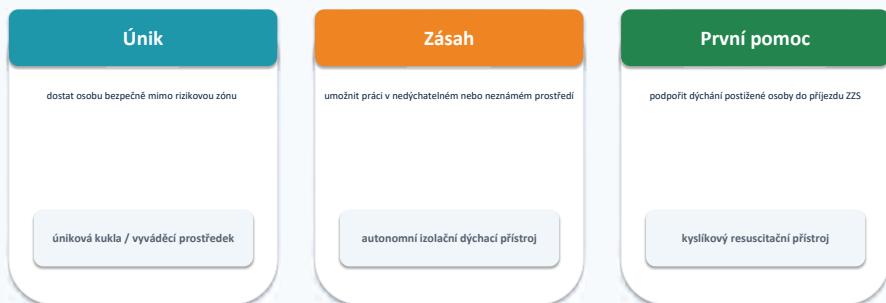 Únik
dostat osobu bezpečně mimo rizikovou zónu
úniková kukla / vyváděcí prostředek
Zásah
umožnit práci v nedýchatelném nebo neznámém prostředí
autonomní izolační dýchací přístroj
První pomoc
podpořit dýchání postižené osoby do příjezdu ZZS
kyslíkový resuscitační přístroj